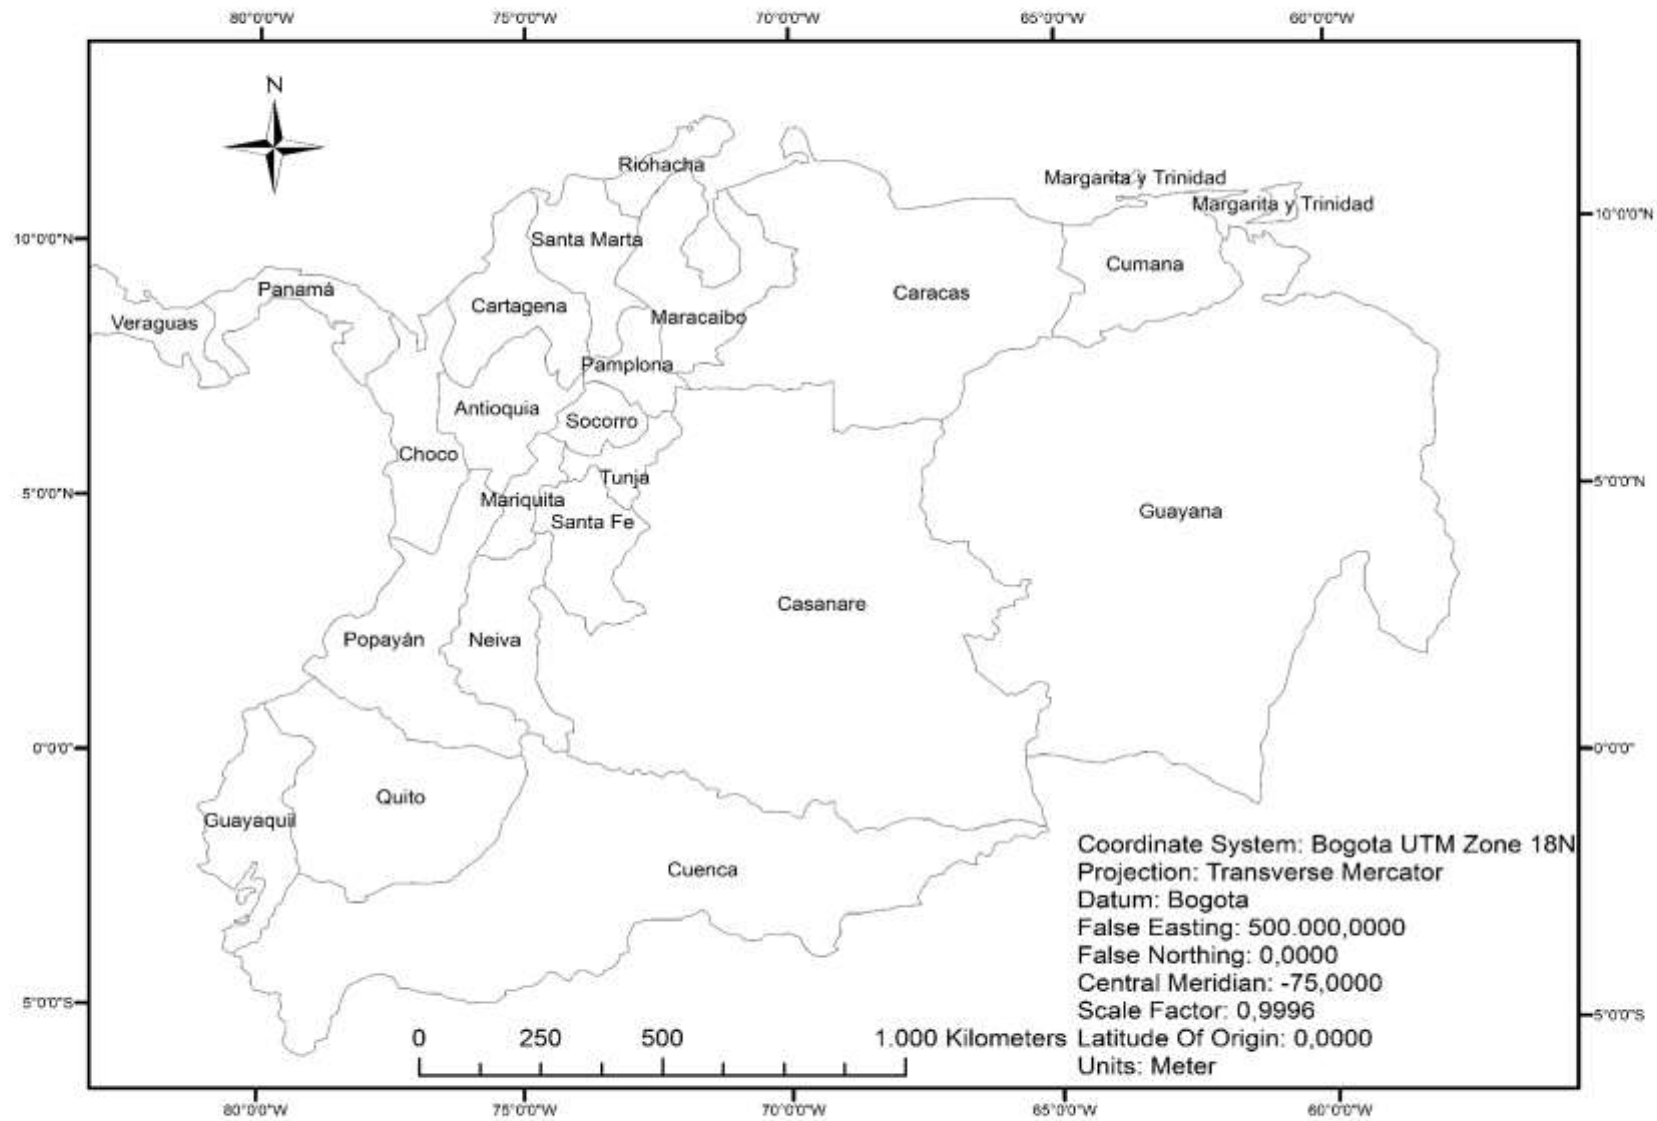 80°0'0"W 75°0'0"W 70°0'0"W 65°0'0"W 60°0'0"W
N
Riohacha
Margarita y Trinidad
Margarita y Trinidad
10°0'0"N
10°0'0"N
Santa Marta
Cumana
Panamá
Caracas
Cartagena
Maracaibo
Veraguas
Pamplona
Antioquia
Socorro
Choco
Tunja
5°0'0"N
5°0'0"N
Mariquita
Santa Fe
Guayana
Casanare
Popayán
Neiva
0°0'0"
0°0'0"
Quito
Guayaquil
Cuenca
Coordinate System: Bogota UTM Zone 18N
Projection: Transverse Mercator
Datum: Bogota
False Easting: 500.000,0000
False Northing: 0,0000
Central Meridian: -75,0000
Scale Factor: 0,9996
Latitude Of Origin: 0,0000
Units: Meter
5°0'0"S
5°0'0"S
0 250 500 1.000 Kilometers
80°0'0"W 75°0'0"W 70°0'0"W 65°0'0"W 60°0'0"W